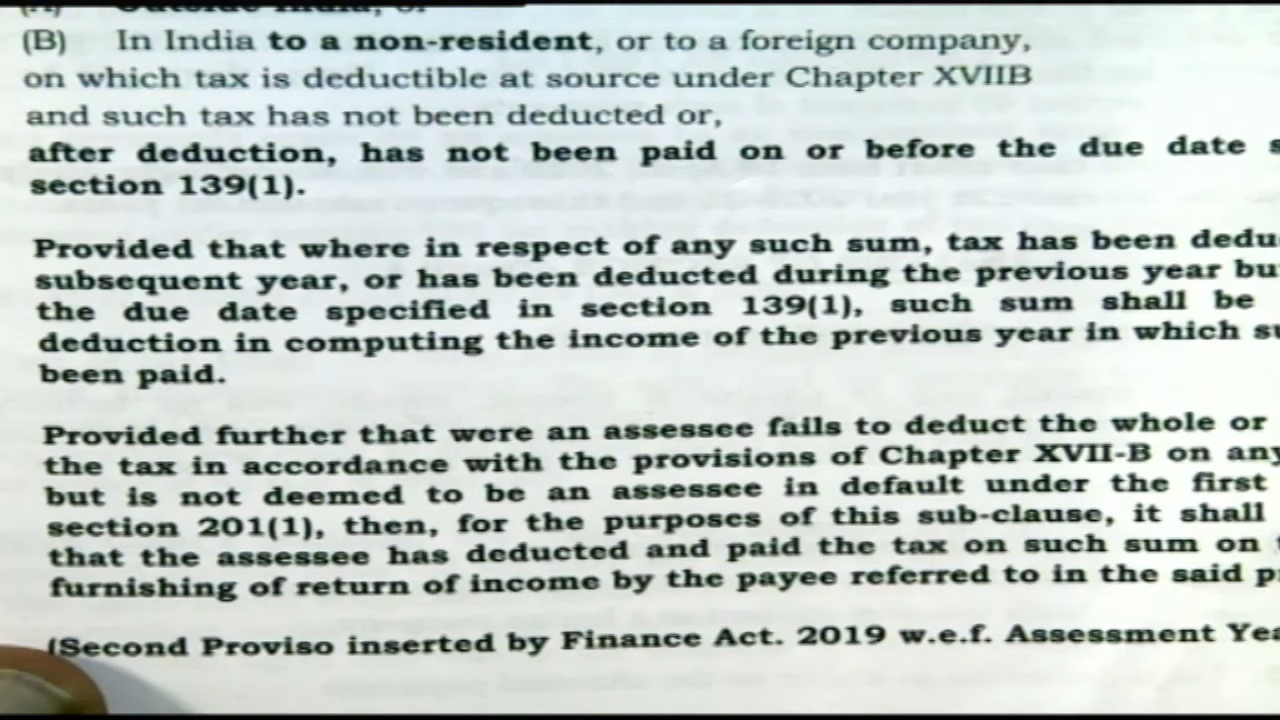 (A) Outside India, or
(B) In India to a non-resident, or to a foreign company,
on which tax is deductible at source under Chapter XVIIB
and such tax has not been deducted or,
after deduction, has not been paid on or before the due date
section 139(1).
Provided that where in respect of any such sum, tax has been
subsequent year, or has been deducted during the previous year
the due date specified in section 139(1), such sum shall be
deduction in computing the income of the previous year in which
been paid.
Provided further that were an assessee fails to deduct the whole or
the tax in accordance with the provisions of Chapter XVII-B on any
but is not deemed to be an assessee in default under the first
section 201(1), then, for the purposes of this sub-clause, it shall
that the assessee has deducted and paid the tax on such sum on
furnishing of return of income by the payee referred to in the said
(Second Proviso inserted by Finance Act. 2019 w.e.f. Assessment